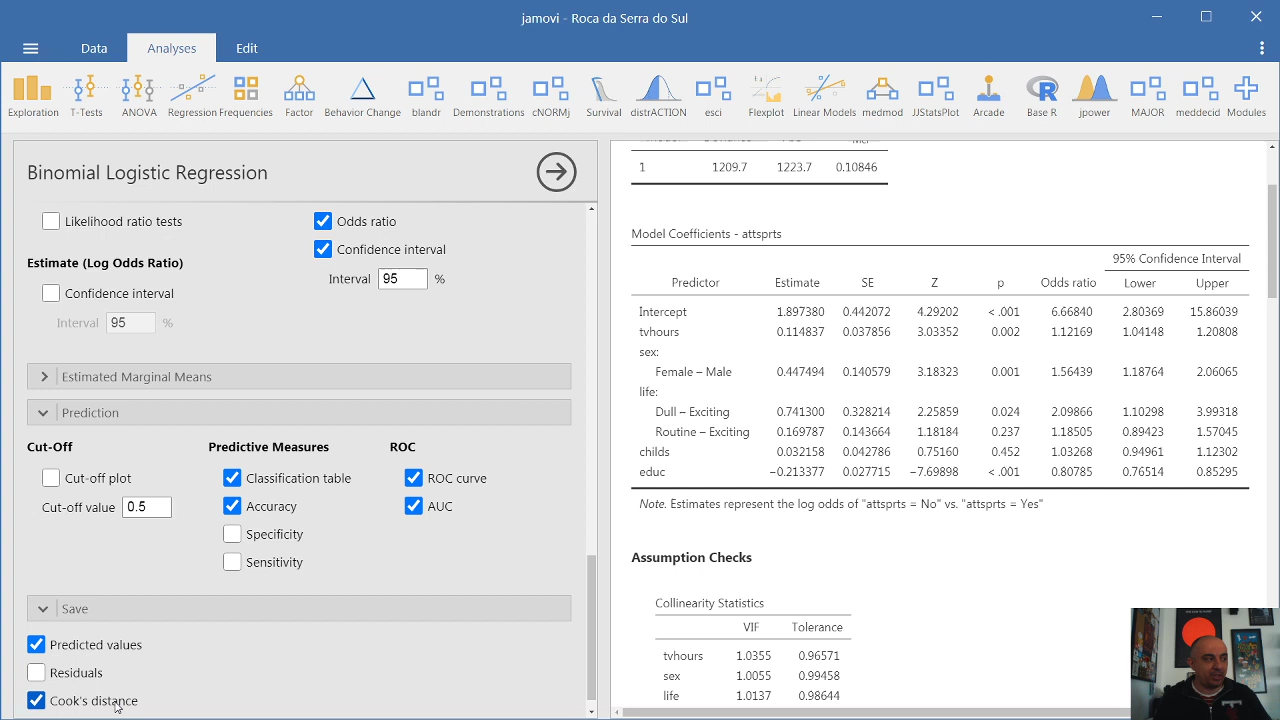 jamovi - Roca da Serra do Sul
Data Analyses Edit
Exploration T-Tests ANOVA Regression Frequencies Factor Behavior Change blandr Demonstrations cNORMj Survival distrACTION esci Flexplot Linear Models medmod JJStatsPlot Arcade Base R jpower MAJOR meddecid Modules
Binomial Logistic Regression
Likelihood ratio tests
Odds ratio
Confidence interval
Interval 95 %
Estimate (Log Odds Ratio)
Confidence interval
Interval 95 %
Estimated Marginal Means
Prediction
Cut-Off Predictive Measures ROC
Cut-off plot Classification table ROC curve
Cut-off value 0.5 Accuracy AUC
Specificity
Sensitivity
Save
Predicted values
Residuals
Cook's distance
1 1209.7 1223.7 0.10846
Model Coefficients - attsprts
95% Confidence Interval
Predictor Estimate SE Z p Odds ratio Lower Upper
Intercept 1.897380 0.442072 4.29202 < .001 6.66840 2.80369 15.86039
tvhours 0.114837 0.037856 3.03352 0.002 1.12169 1.04148 1.20808
sex:
Female – Male 0.447494 0.140579 3.18323 0.001 1.56439 1.18764 2.06065
life:
Dull – Exciting 0.741300 0.328214 2.25859 0.024 2.09866 1.10298 3.99318
Routine – Exciting 0.169787 0.143664 1.18184 0.237 1.18505 0.89423 1.57045
childs 0.032158 0.042786 0.75160 0.452 1.03268 0.94961 1.12302
educ −0.213377 0.027715 −7.69898 < .001 0.80785 0.76514 0.85295
Note. Estimates represent the log odds of "attsprts = No" vs. "attsprts = Yes"
Assumption Checks
Collinearity Statistics
VIF Tolerance
tvhours 1.0355 0.96571
sex 1.0055 0.99458
life 1.0137 0.98644